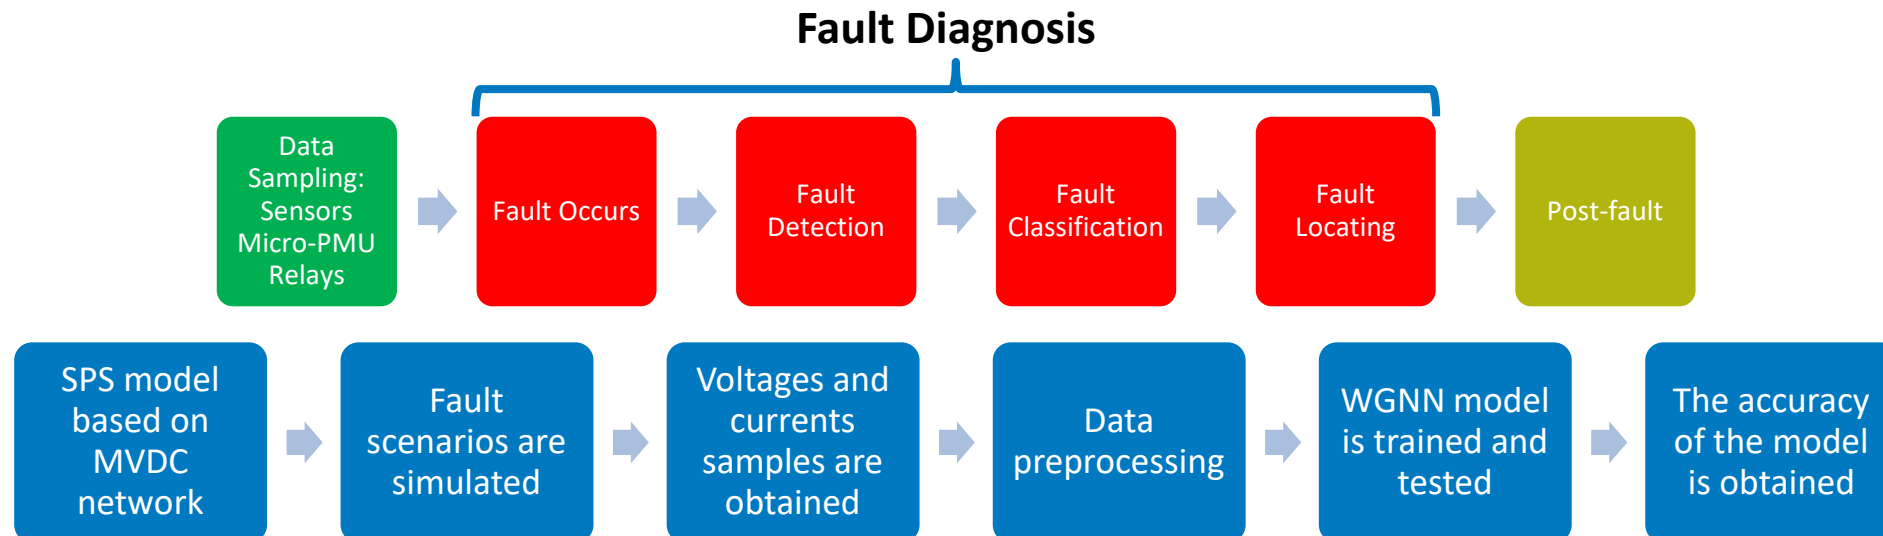 Fault Diagnosis
Data
Sampling:
Sensors
Micro-PMU
Relays
Fault Occurs
Fault
Detection
Fault
Classification
Fault
Locating
Post-fault
SPS model
based on
MVDC
network
Fault
scenarios are
simulated
Voltages and
currents
samples are
obtained
Data
preprocessing
WGNN model
is trained and
tested
The accuracy
of the model
is obtained